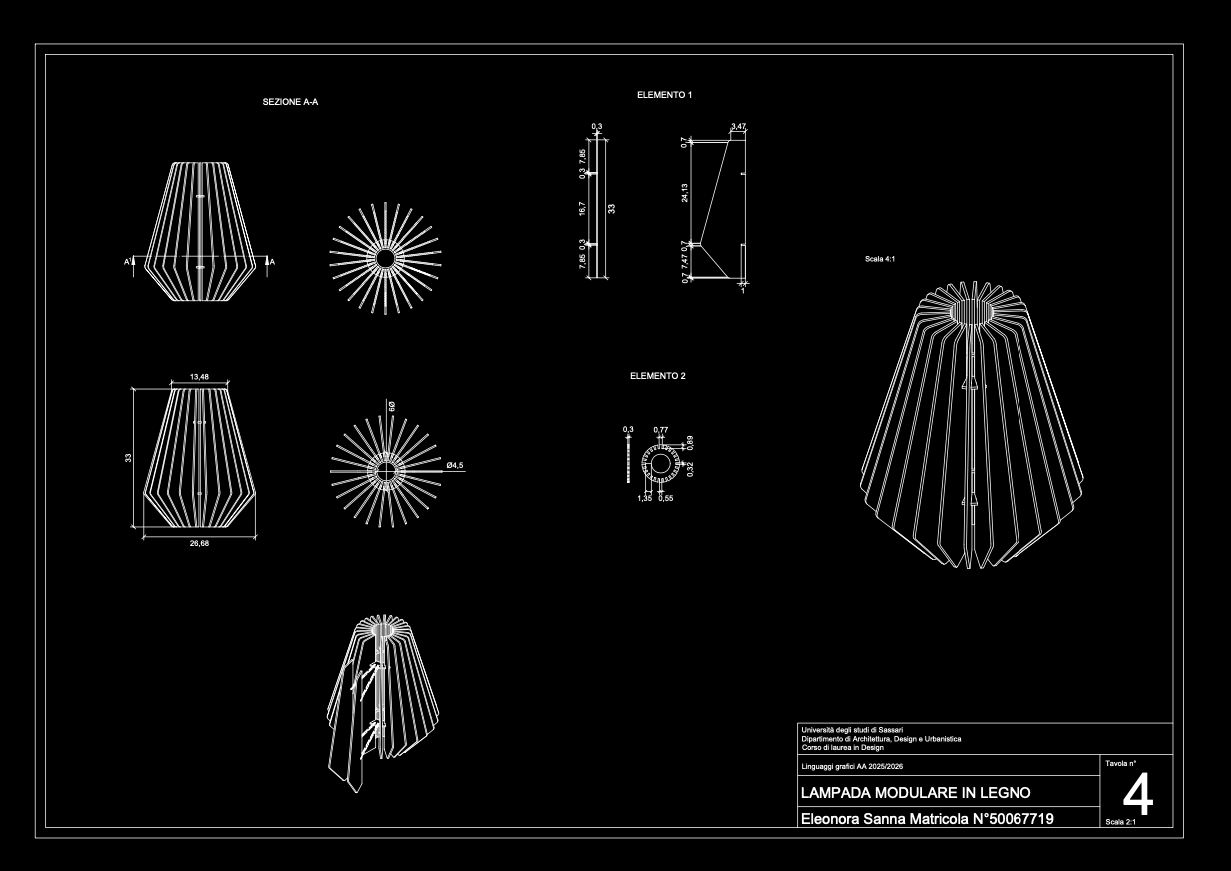 SEZIONE A-A
A'
A
13,48
33
26,68
Ø9
Ø4,5
ELEMENTO 1
0,3
7,85
0,3
16,7
33
0,3
7,85
3,47
0,7
24,13
0,7
7,47
0,7
1
ELEMENTO 2
0,3
0,77
0,89
0,32
1,35
0,55
Scala 4:1
Università degli studi di Sassari
Dipartimento di Architettura, Design e Urbanistica
Corso di laurea in Design
Linguaggi grafici AA 2025/2026
LAMPADA MODULARE IN LEGNO
Eleonora Sanna Matricola N°50067719
Tavola n°
4
Scala 2:1